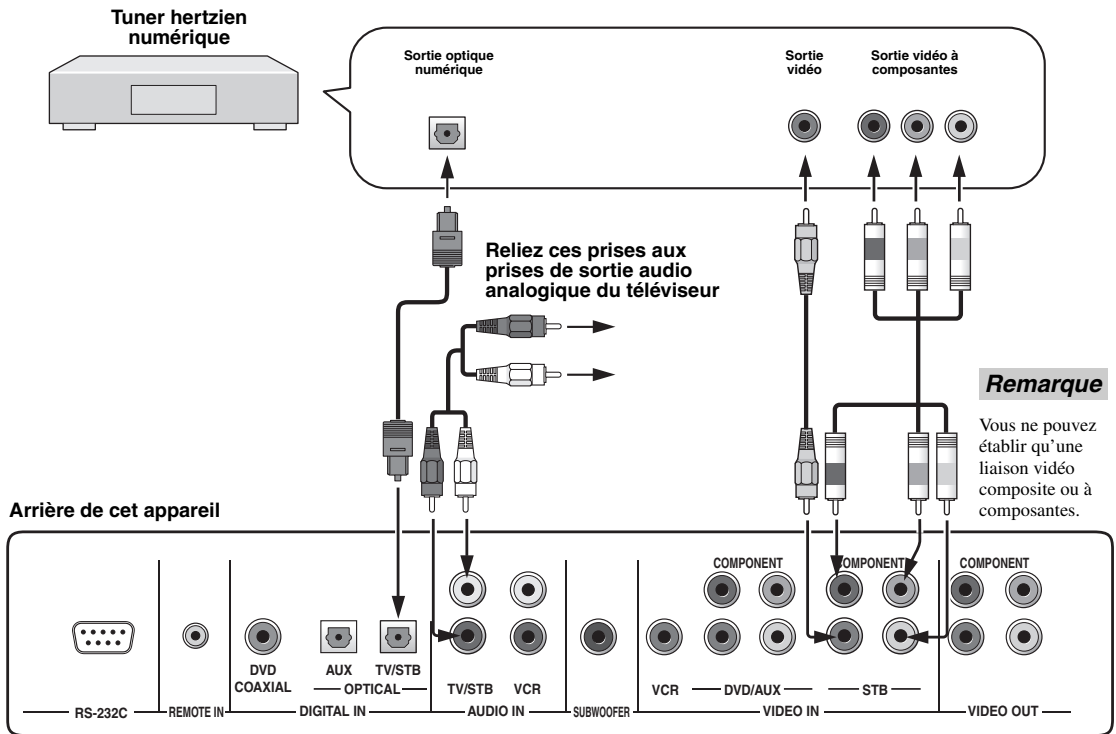 Tuner hertzien
numérique
Sortie optique
numérique
Sortie
vidéo
Sortie vidéo à
composantes
Reliez ces prises aux
prises de sortie audio
analogique du téléviseur
Remarque
Vous ne pouvez
établir qu'une
liaison vidéo
composite ou à
composantes.
Arrière de cet appareil
COMPONENT
COMPONENT
COMPONENT
DVD
COAXIAL
AUX
TV/STB
OPTICAL
TV/STB
VCR
VCR
DVD/AUX
STB
RS-232C
REMOTE IN
DIGITAL IN
AUDIO IN
SUBWOOFER
VIDEO IN
VIDEO OUT